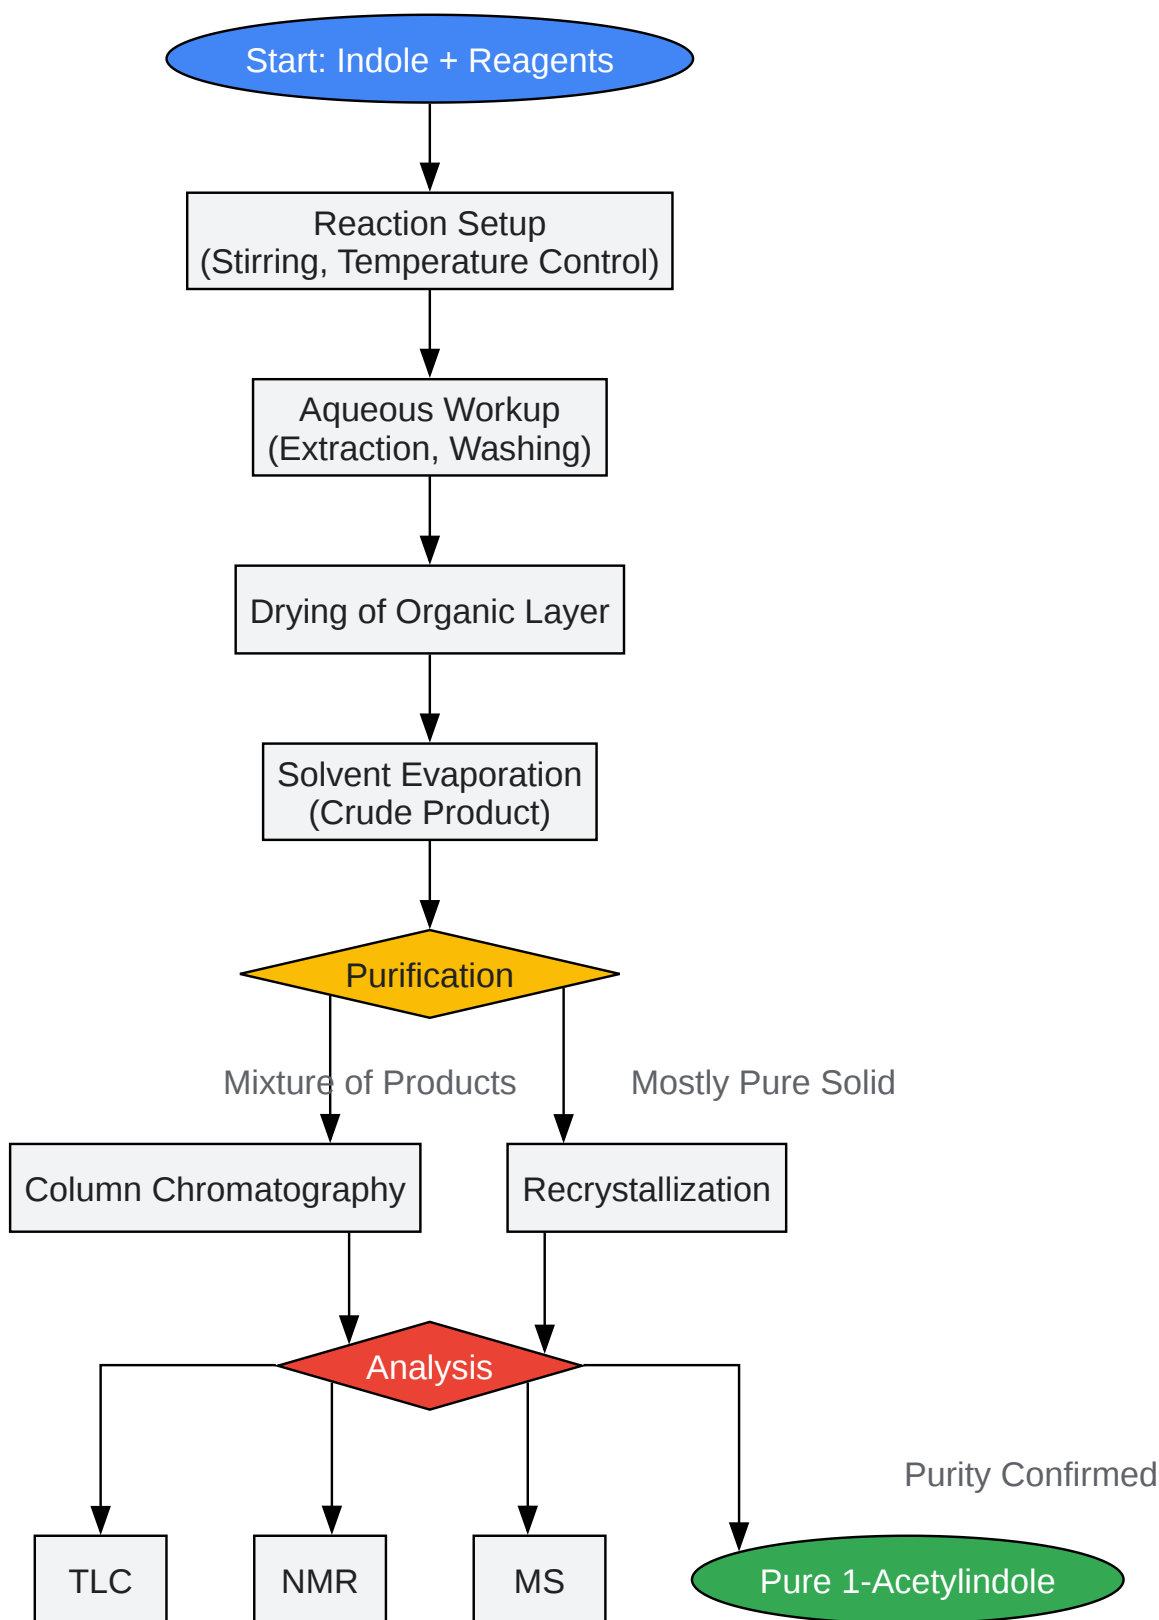 Start: Indole + Reagents
Reaction Setup
(Stirring, Temperature Control)
Aqueous Workup
(Extraction, Washing)
Drying of Organic Layer
Solvent Evaporation
(Crude Product)
Purification
Mixture of Products
Mostly Pure Solid
Column Chromatography
Recrystallization
Analysis
Purity Confirmed
TLC
NMR
MS
Pure 1-Acetylindole